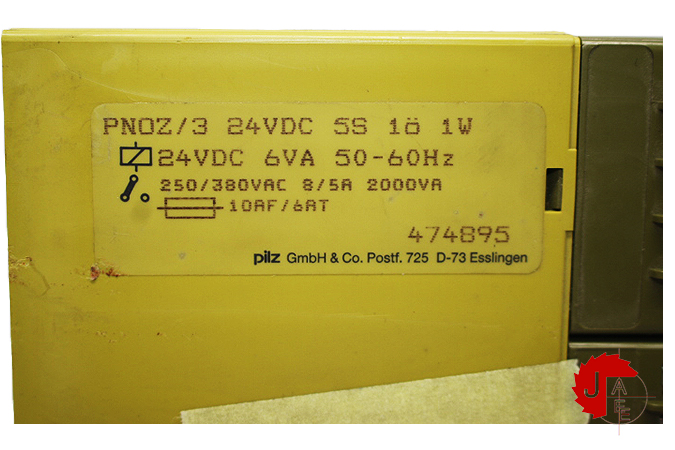 PNOZ/3 24VDC 5S 1ö 1W
24VDC 6VA 50-60Hz
250/380VAC 8/5A 2000VA
10AF/6AT
474895
pilz GmbH & Co. Postf. 725 D-73 Esslingen
J